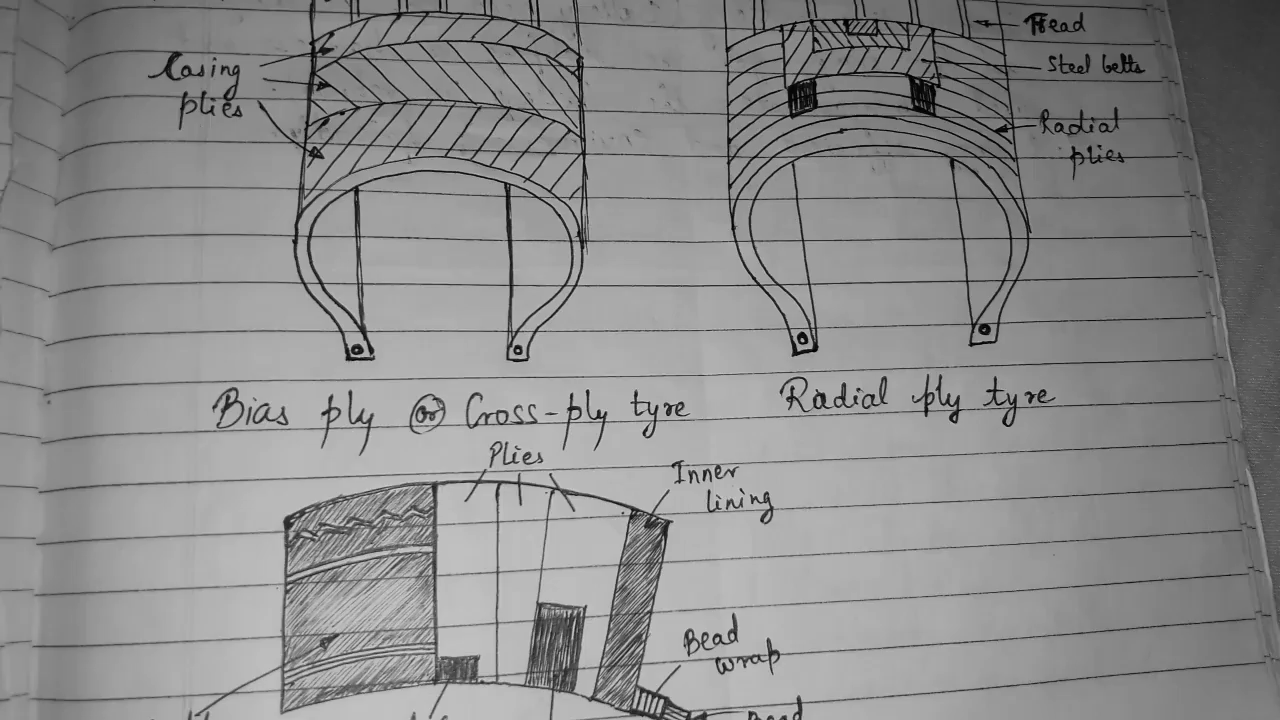 Tread
Steel belts
Casing
plies
Radial
plies
Bias ply or Cross-ply tyre
Radial ply tyre
Plies
Inner
lining
Bead
wrap
Bead